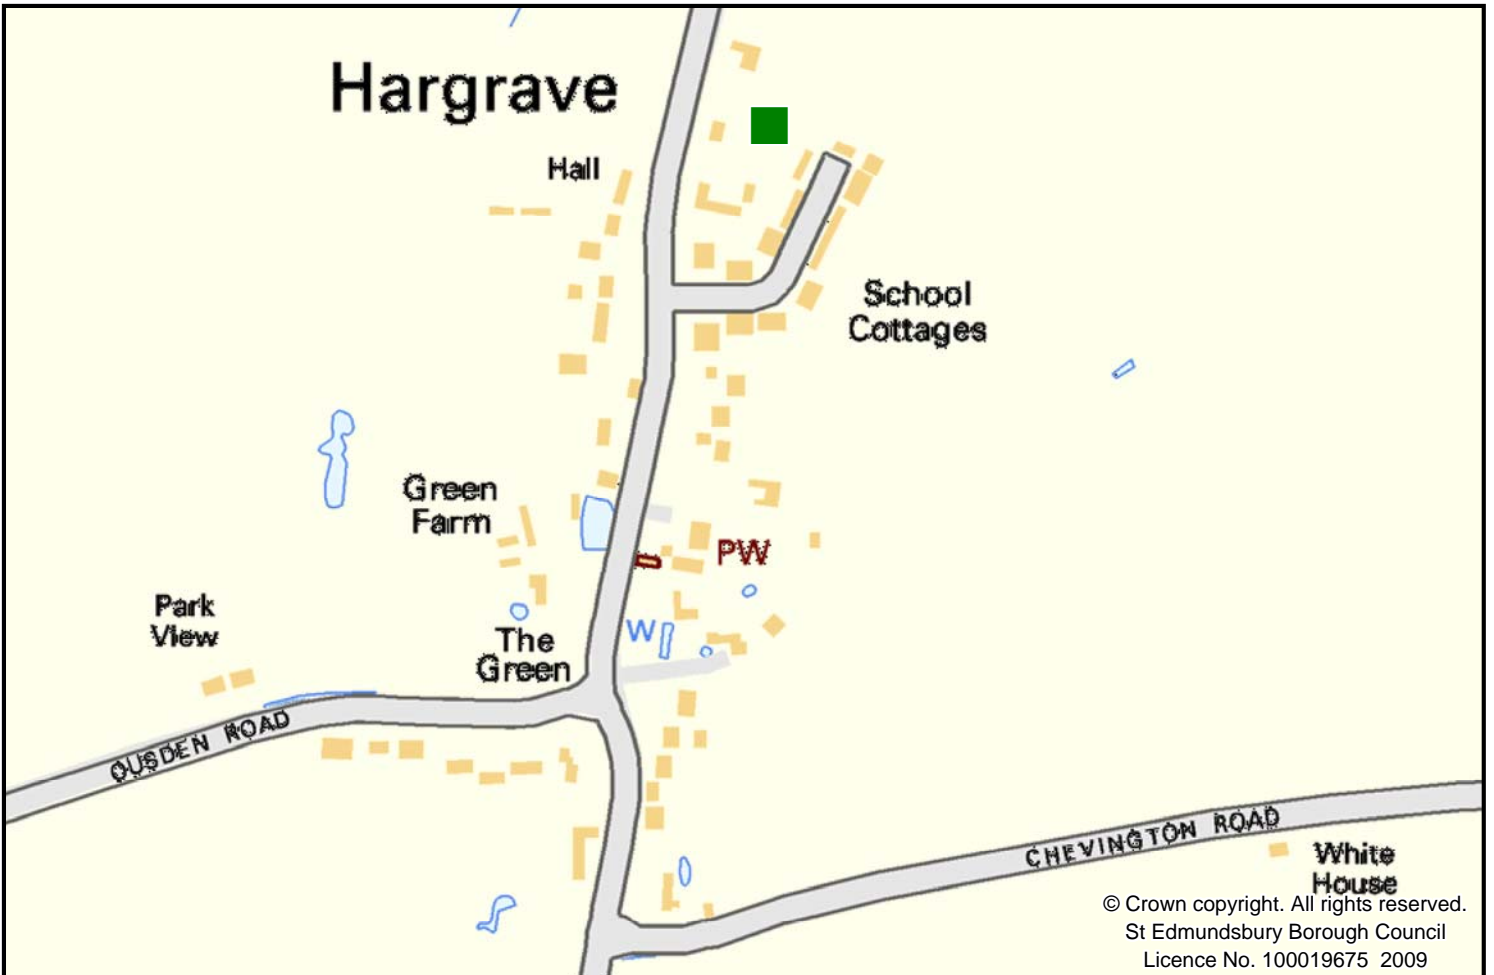 Hargrave
Hall
School
Cottages
Green
Farm
PW
Park
View
W
The
Green
OUSDEN ROAD
CHEVINGTON ROAD
White
House
© Crown copyright. All rights reserved.
St Edmundsbury Borough Council
Licence No. 100019675 2009